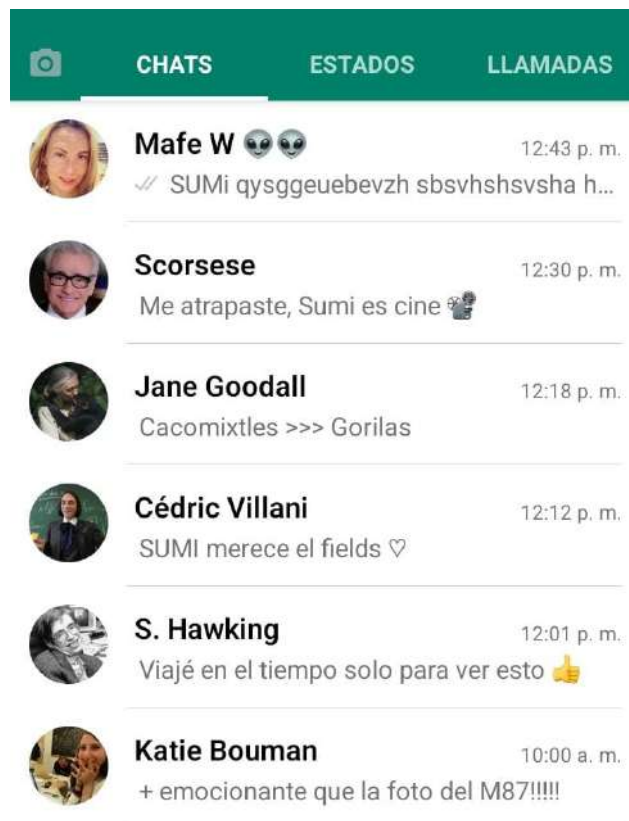 CHATS ESTADOS LLAMADAS
Mafe W 👽👽 12:43 p. m.
SUMi qysggeuebevzh sbsvhshsvsha h...
Scorsese 12:30 p. m.
Me atrapaste, Sumi es cine 📽️
Jane Goodall 12:18 p. m.
Cacomixtles >>> Gorilas
Cédric Villani 12:12 p. m.
SUMI merece el fields ♡
S. Hawking 12:01 p. m.
Viajé en el tiempo solo para ver esto 👍
Katie Bouman 10:00 a. m.
+ emocionante que la foto del M87!!!!!